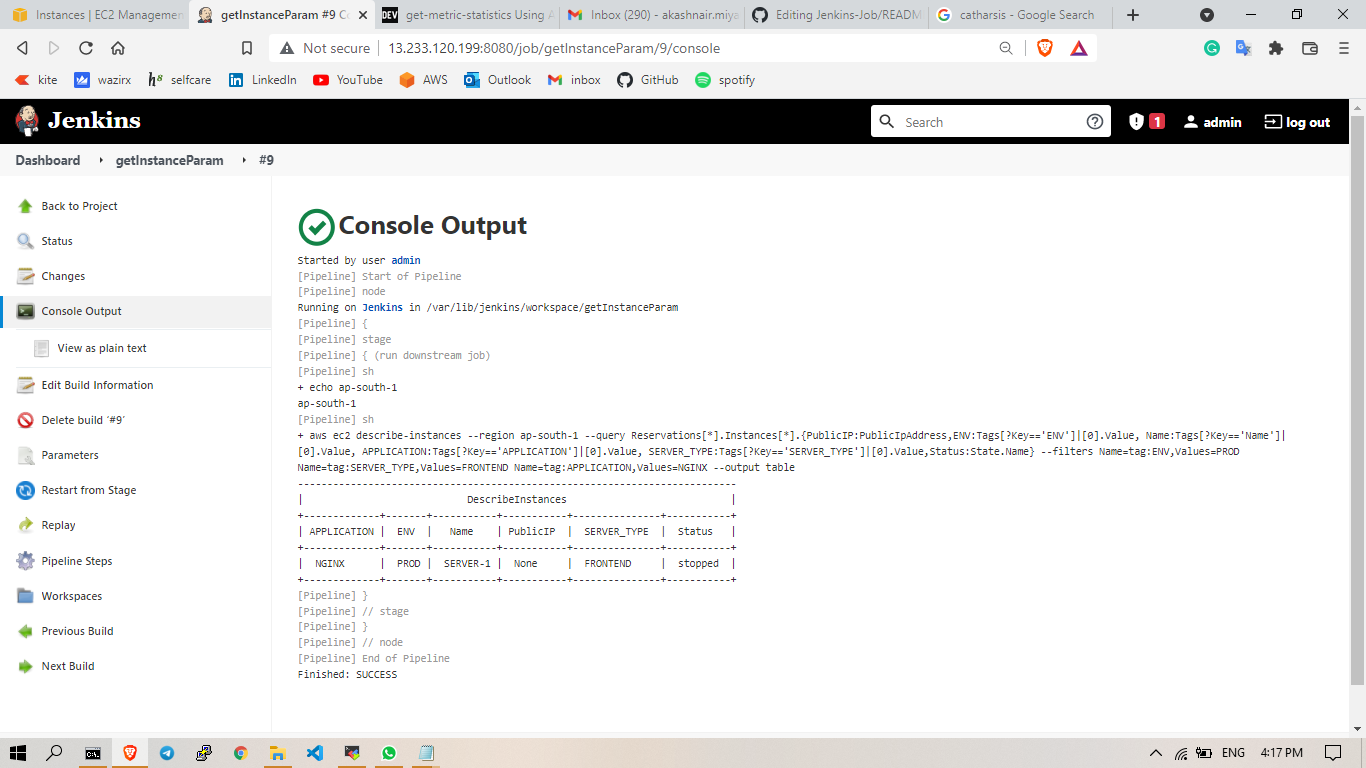 Instances | EC2 Managemen
getInstanceParam #9 Co
get-metric-statistics Using A
Inbox (290) - akashnair.miya
Editing Jenkins-Job/READM
catharsis - Google Search
Not secure
13.233.120.199:8080/job/getInstanceParam/9/console
kite
wazirx
selfcare
LinkedIn
YouTube
AWS
Outlook
inbox
GitHub
spotify
Jenkins
Search
1
admin
log out
Dashboard
getInstanceParam
#9
Back to Project
Status
Changes
Console Output
View as plain text
Edit Build Information
Delete build ‘#9’
Parameters
Restart from Stage
Replay
Pipeline Steps
Workspaces
Previous Build
Next Build
Console Output
Started by user admin
[Pipeline] Start of Pipeline
[Pipeline] node
Running on Jenkins in /var/lib/jenkins/workspace/getInstanceParam
[Pipeline] {
[Pipeline] stage
[Pipeline] { (run downstream job)
[Pipeline] sh
+ echo ap-south-1
ap-south-1
[Pipeline] sh
+ aws ec2 describe-instances --region ap-south-1 --query Reservations[*].Instances[*].{PublicIP:PublicIpAddress,ENV:Tags[?Key=='ENV']|[0].Value, Name:Tags[?Key=='Name']|
[0].Value, APPLICATION:Tags[?Key=='APPLICATION']|[0].Value, SERVER_TYPE:Tags[?Key=='SERVER_TYPE']|[0].Value,Status:State.Name} --filters Name=tag:ENV,Values=PROD
Name=tag:SERVER_TYPE,Values=FRONTEND Name=tag:APPLICATION,Values=NGINX --output table
---------------------------------------------------------------------------
| DescribeInstances |
+-------------+-------+-----------+-----------+---------------+-----------+
| APPLICATION | ENV | Name | PublicIP | SERVER_TYPE | Status |
+-------------+-------+-----------+-----------+---------------+-----------+
| NGINX | PROD | SERVER-1 | None | FRONTEND | stopped |
+-------------+-------+-----------+-----------+---------------+-----------+
[Pipeline] }
[Pipeline] // stage
[Pipeline] }
[Pipeline] // node
[Pipeline] End of Pipeline
Finished: SUCCESS
ENG
4:17 PM